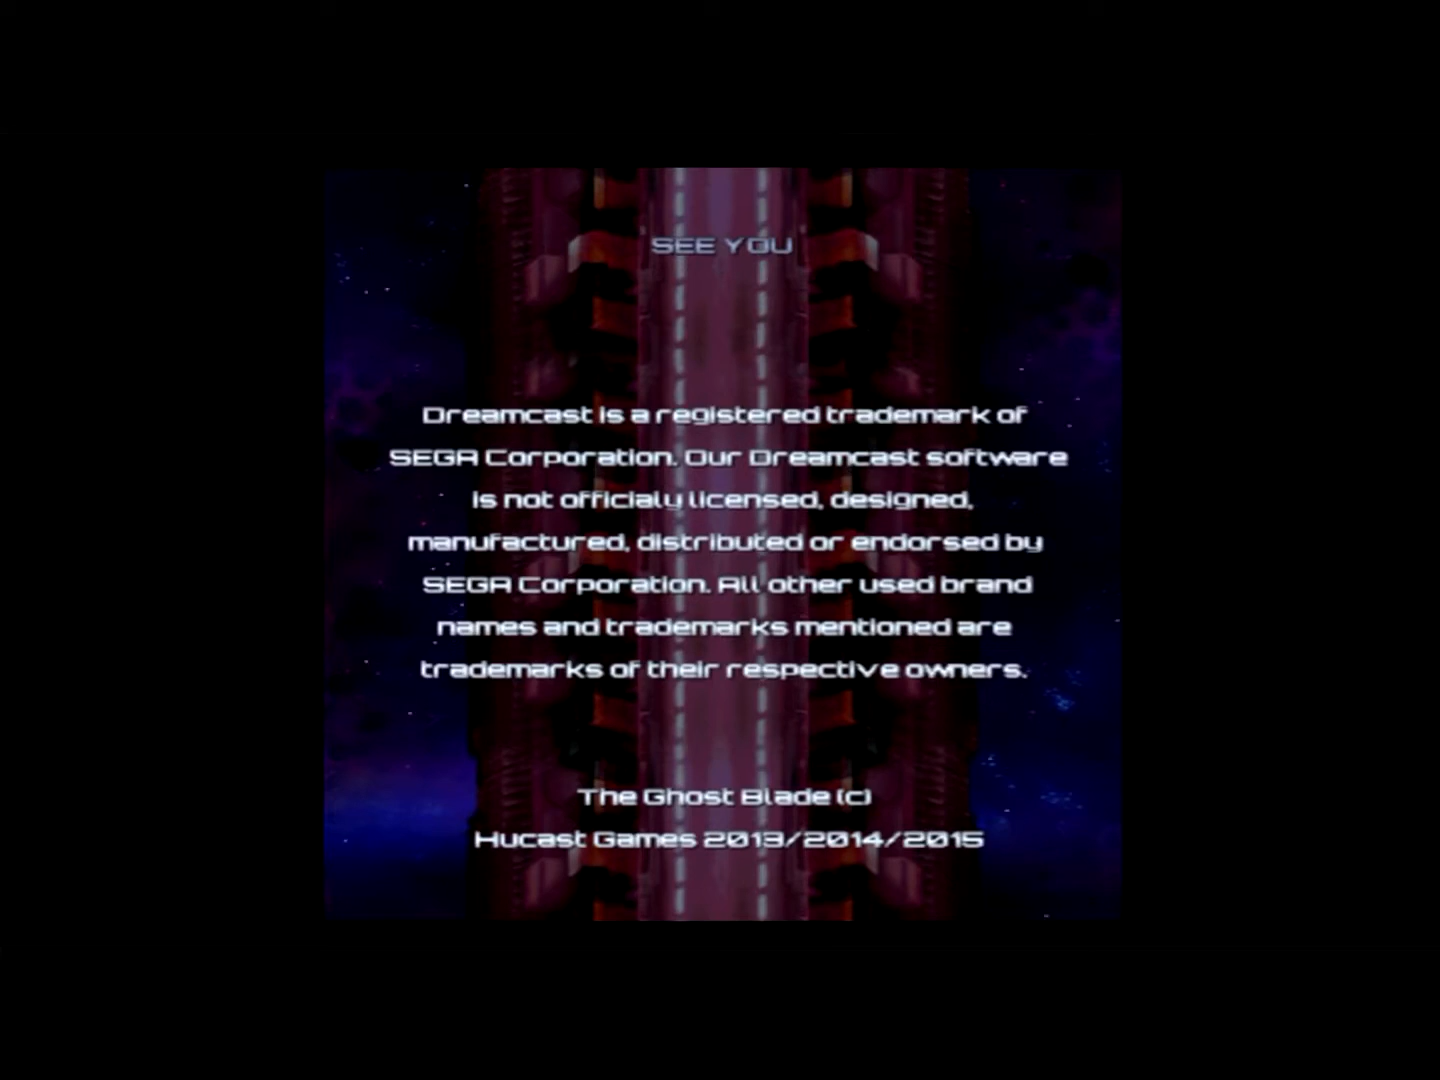 SEE YOU
Dreamcast is a registered trademark of
SEGA Corporation. Our Dreamcast software
is not officialy licensed, designed,
manufactured, distributed or endorsed by
SEGA Corporation. All other used brand
names and trademarks mentioned are
trademarks of their respective owners.
The Ghost Blade (c)
Hucast Games 2013/2014/2015